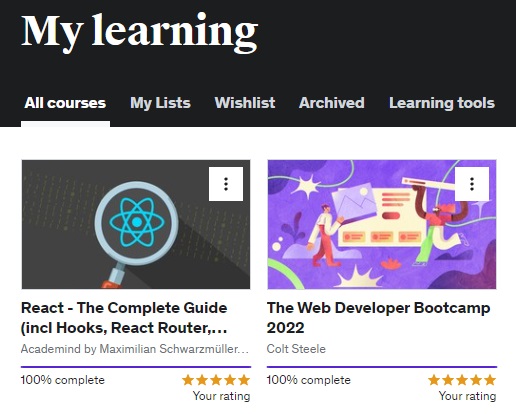 My learning
All courses My Lists Wishlist Archived Learning tools
React - The Complete Guide
(incl Hooks, React Router,...
Academind by Maximilian Schwarzmüller...
100% complete
Your rating
The Web Developer Bootcamp
2022
Colt Steele
100% complete
Your rating